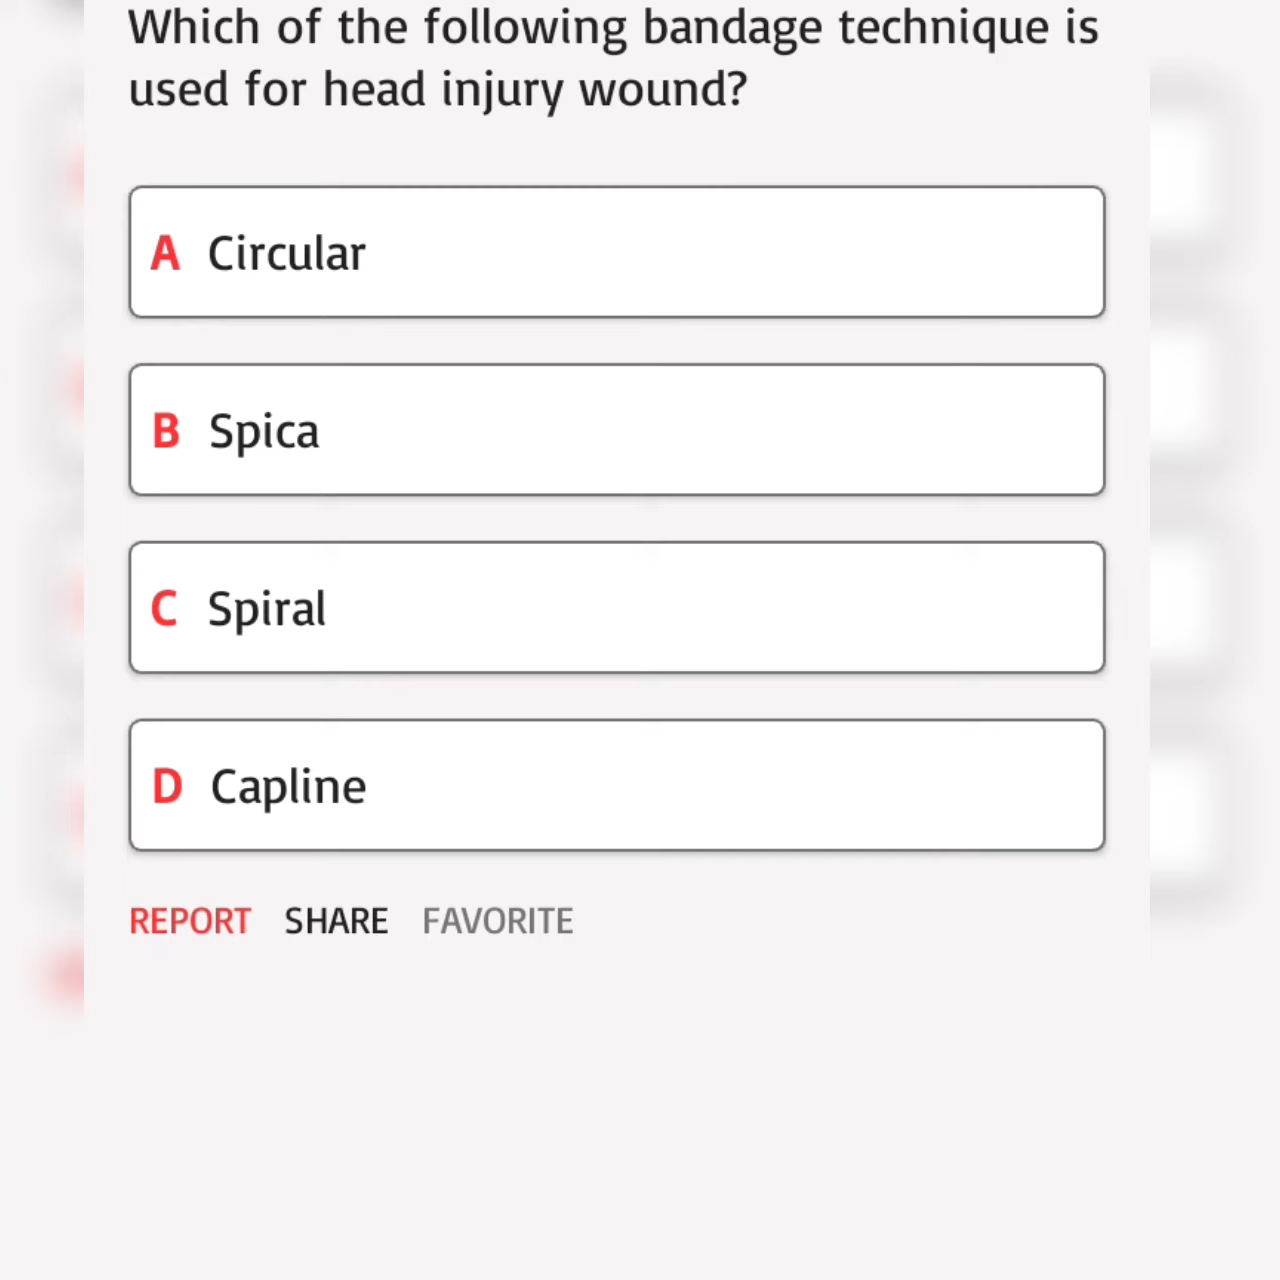 Which of the following bandage technique is
used for head injury wound?
A Circular
B Spica
C Spiral
D Capline
REPORT SHARE FAVORITE